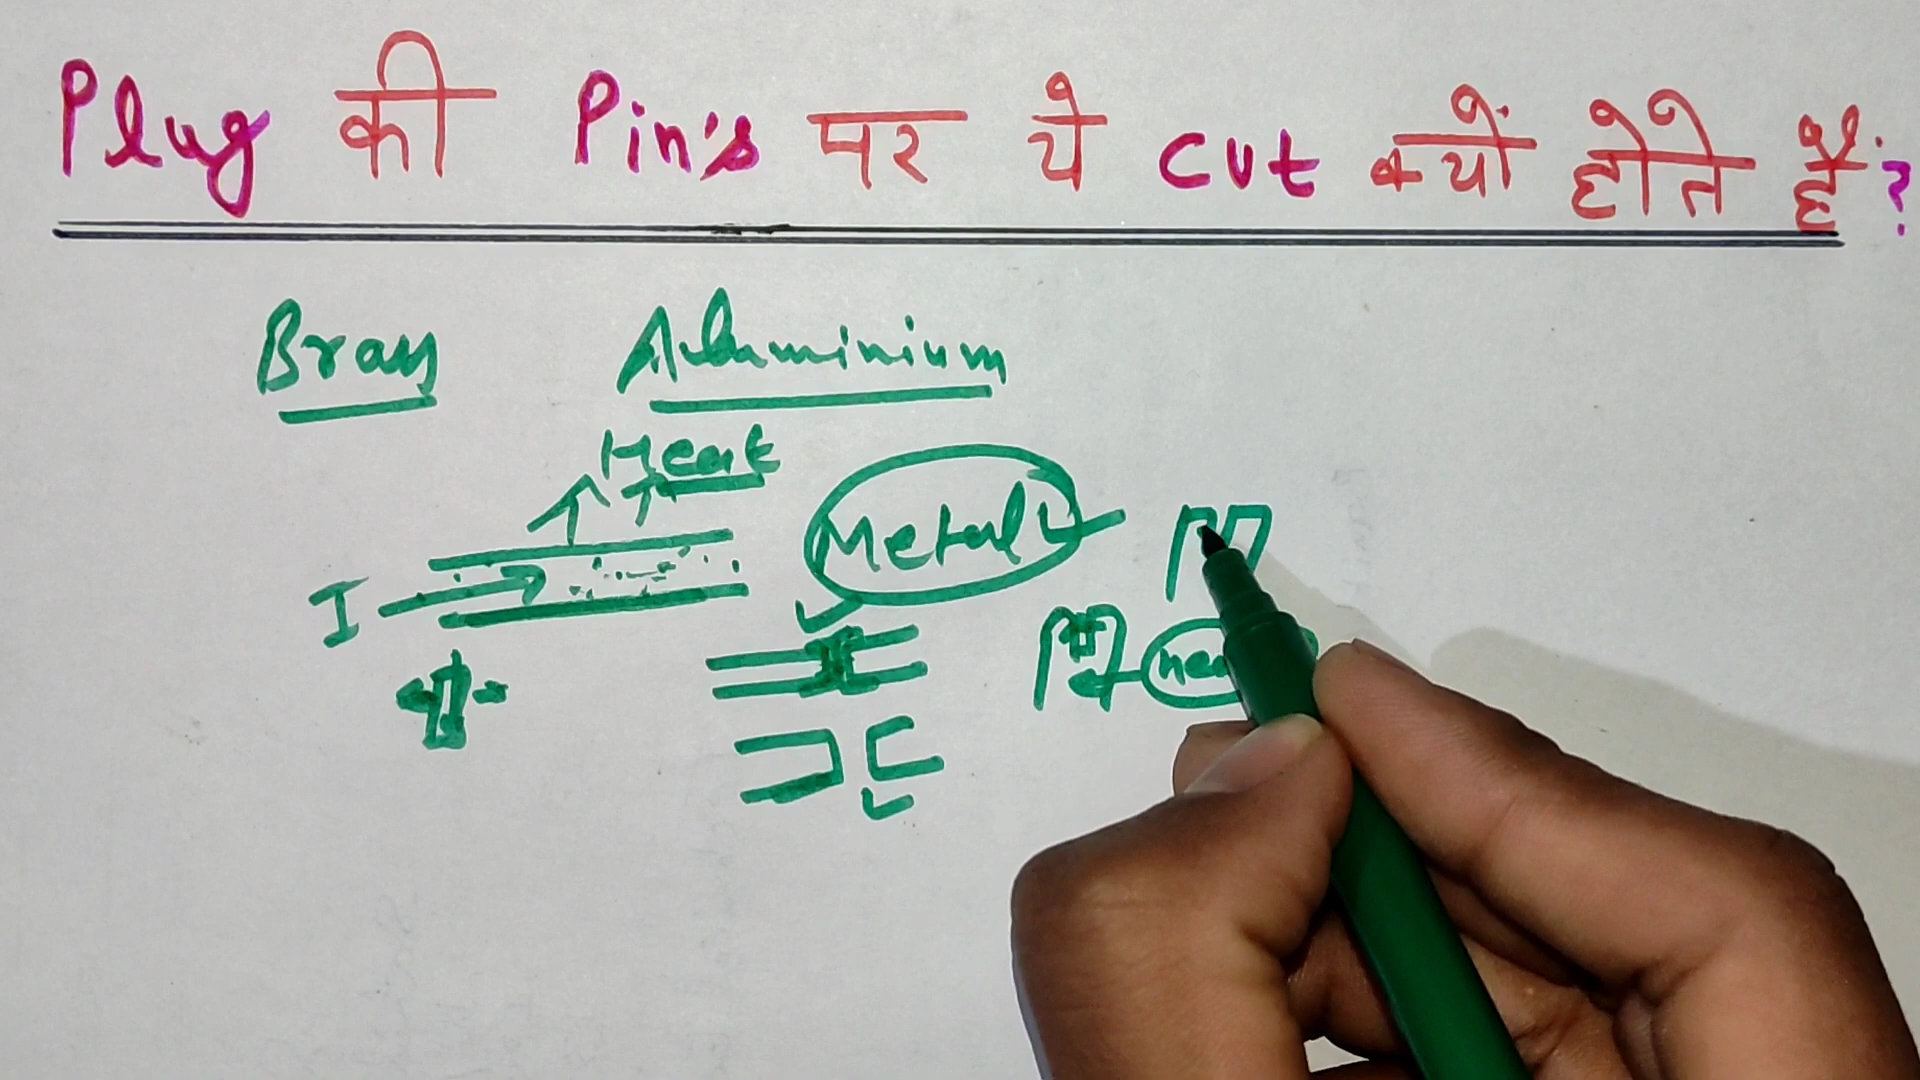 Plug की Pin's पर ये cut क्यों होते हैं?
Brass Aluminium
Heat
Metal
I